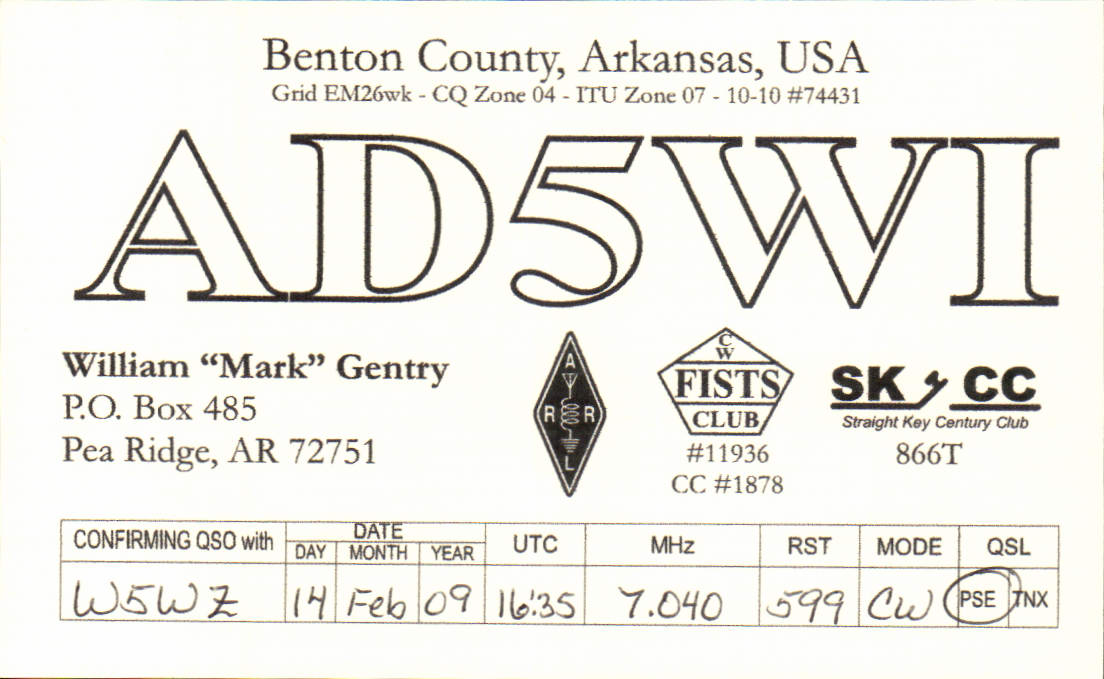 Benton County, Arkansas, USA
Grid EM26wk - CQ Zone 04 - ITU Zone 07 - 10-10 #74431
AD5WI
William “Mark” Gentry
P.O. Box 485
Pea Ridge, AR 72751
A
R R
L
CW
FISTS
CLUB
#11936
CC #1878
SKCC
Straight Key Century Club
866T
CONFIRMING QSO with DATE UTC MHz RST MODE QSL
DAY MONTH YEAR
W5WZ 14 Feb 09 16:35 7.040 599 CW PSE TNX